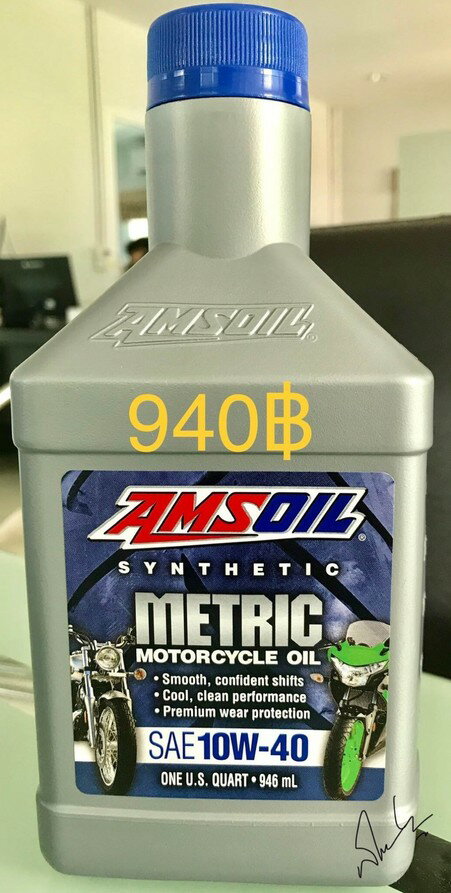 AMSOIL
940฿
AMSOIL
SYNTHETIC
METRIC
MOTORCYCLE OIL
• Smooth, confident shifts
• Cool, clean performance
• Premium wear protection
SAE 10W-40
ONE U.S. QUART • 946 mL